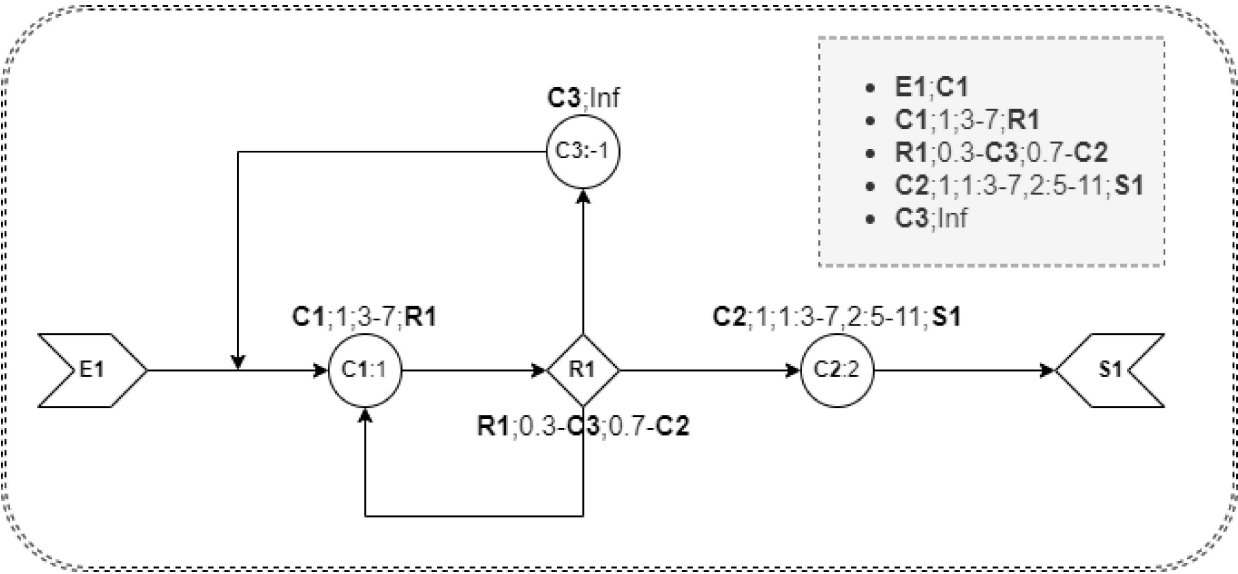 C3;Inf
C3:-1
E1;C1
C1;1;3-7;R1
R1;0.3-C3;0.7-C2
C2;1;1:3-7,2:5-11;S1
C3;Inf
C1;1;3-7;R1
C2;1;1:3-7,2:5-11;S1
E1
C1:1
R1
C2:2
S1
R1;0.3-C3;0.7-C2